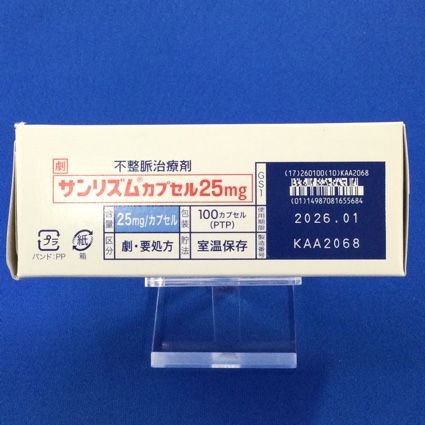 劇
不整脈治療剤
サンリズム®カプセル25mg
含量
25mg/カプセル
包装
100カプセル
(PTP)
区分
劇・要処方
貯法
室温保存
プラ
バンド:PP
紙
箱
GS1
(17)260100(10)KAA2068
(01)14987081655684
使用期限
2026.01
製造番号
KAA2068